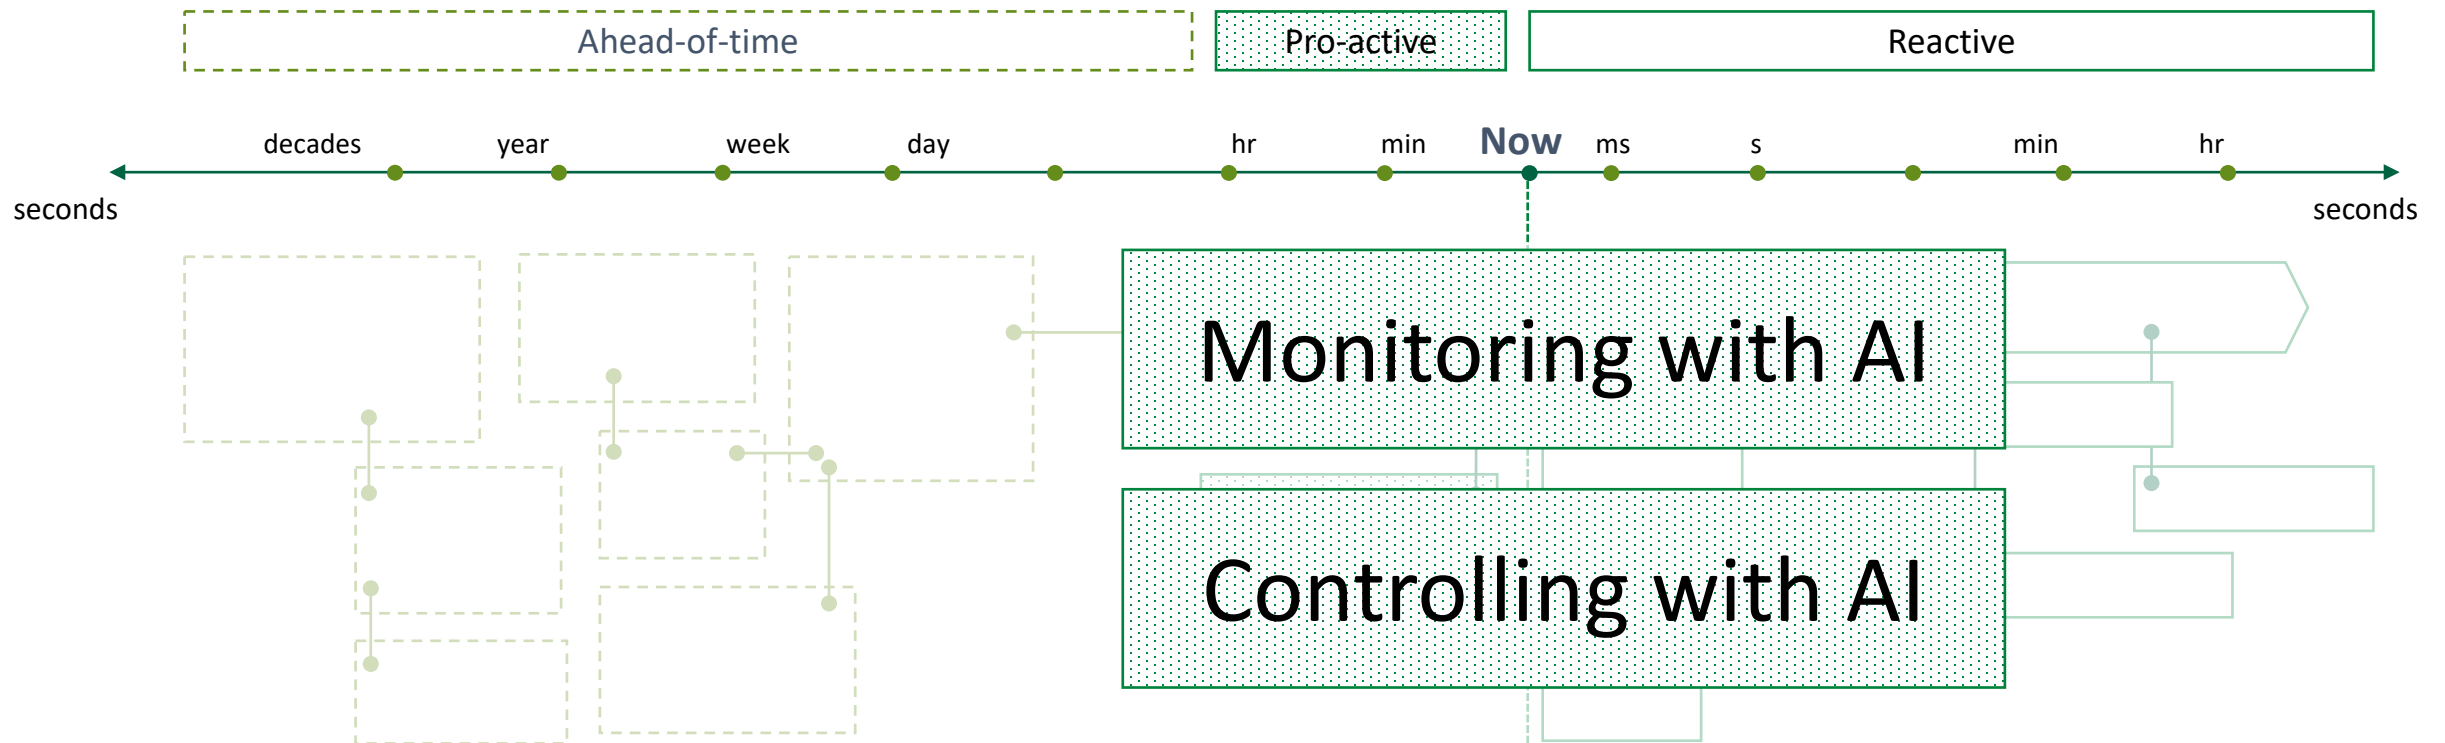 Ahead-of-time
Pro-active
Reactive
decades
year
week
day
hr
min
Now
ms
s
min
hr
seconds
seconds
Monitoring with AI
Controlling with AI